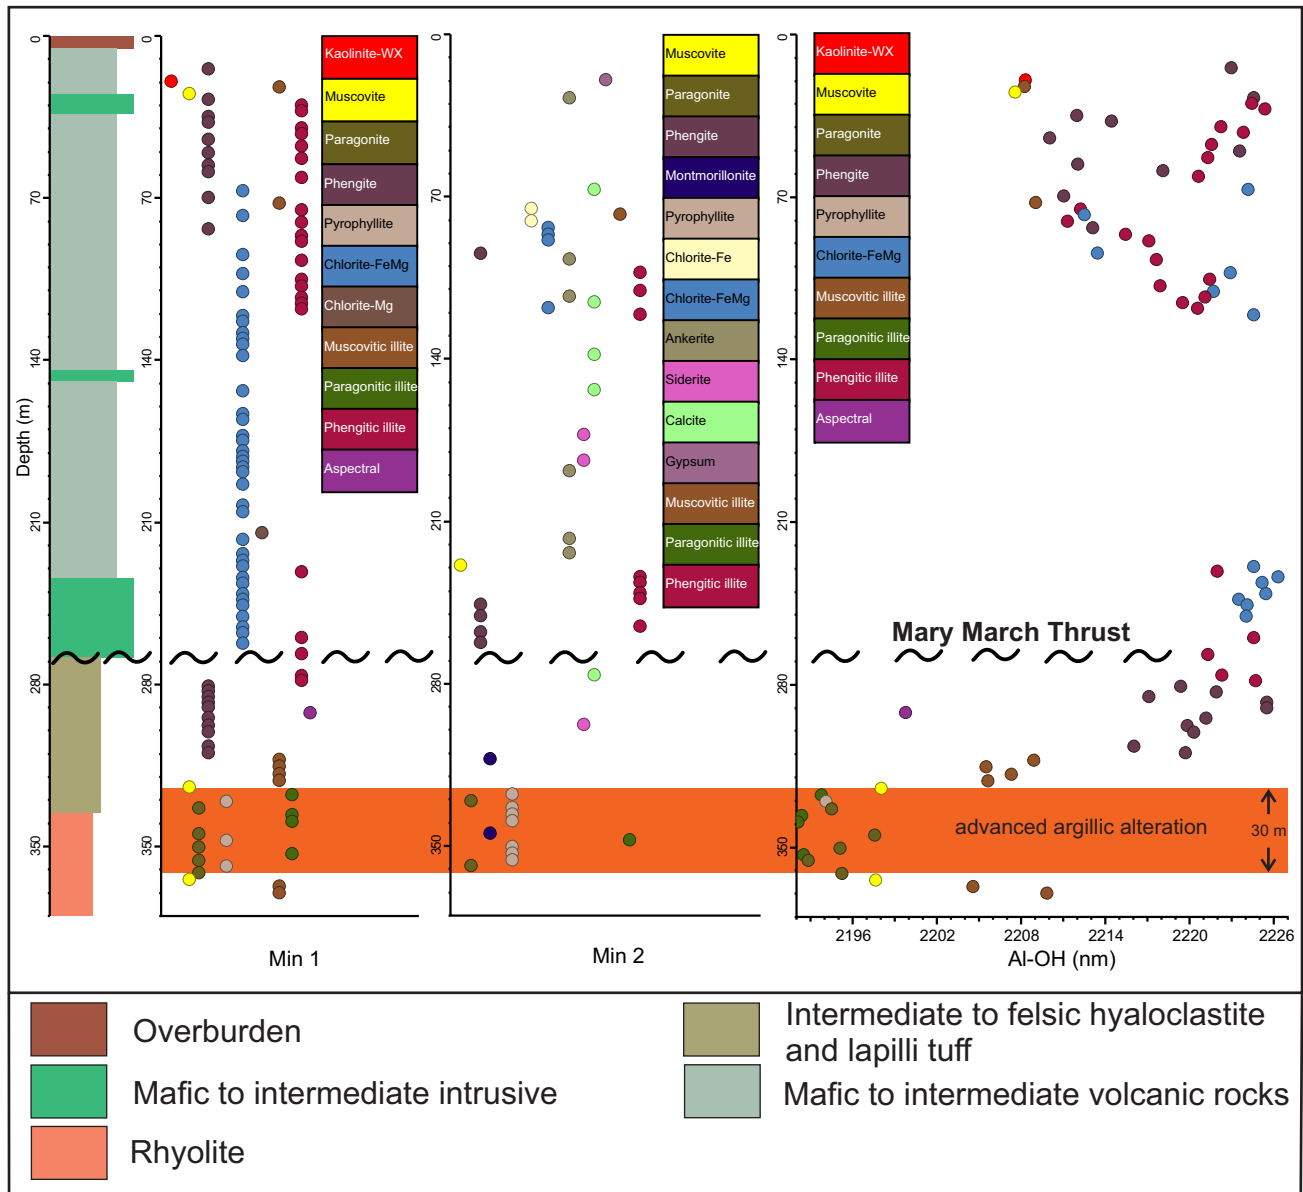 Depth (m)
0
70
140
210
280
350
0
70
140
210
280
350
Kaolinite-WX
Muscovite
Paragonite
Phengite
Pyrophyllite
Chlorite-FeMg
Chlorite-Mg
Muscovitic illite
Paragonitic illite
Phengitic illite
Aspectral
Min 1
0
70
140
210
280
350
Muscovite
Paragonite
Phengite
Montmorillonite
Pyrophyllite
Chlorite-Fe
Chlorite-FeMg
Ankerite
Siderite
Calcite
Gypsum
Muscovitic illite
Paragonitic illite
Phengitic illite
Min 2
0
70
140
210
280
350
Kaolinite-WX
Muscovite
Paragonite
Phengite
Pyrophyllite
Chlorite-FeMg
Muscovitic illite
Paragonitic illite
Phengitic illite
Aspectral
Mary March Thrust
advanced argillic alteration
30 m
2196 2202 2208 2214 2220 2226
Al-OH (nm)
Overburden
Mafic to intermediate intrusive
Rhyolite
Intermediate to felsic hyaloclastite
and lapilli tuff
Mafic to intermediate volcanic rocks